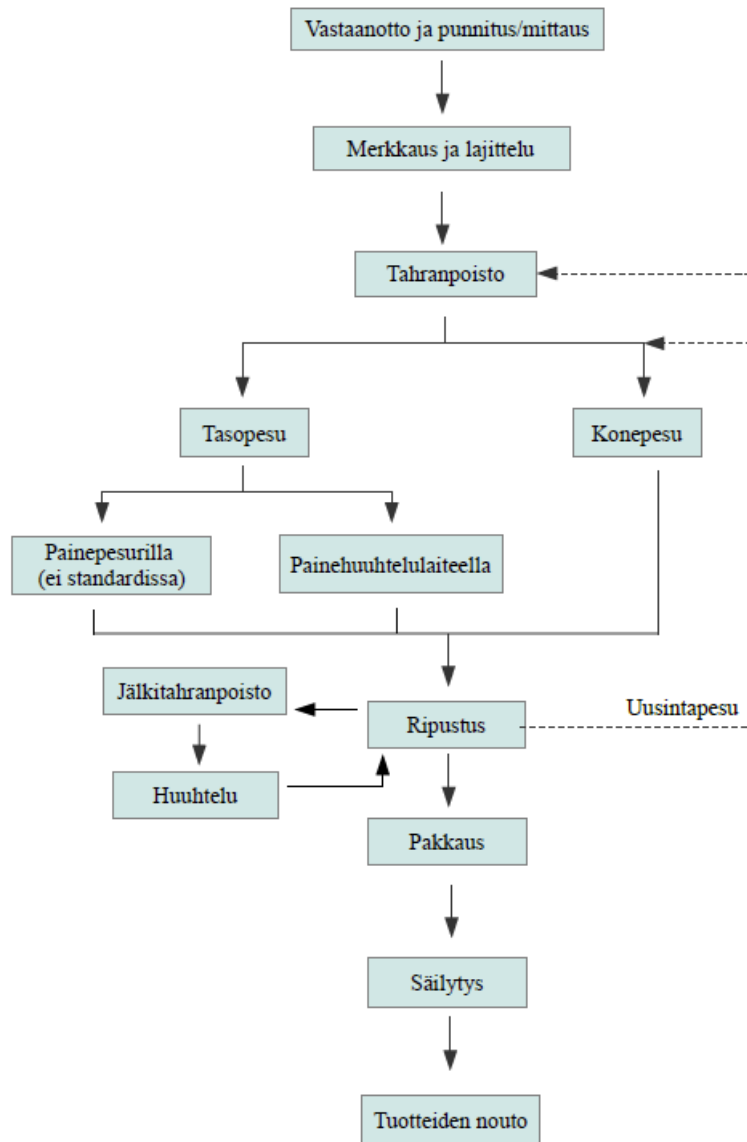 Vastaanotto ja punnitus/mittaus
Merkkaus ja lajittelu
Tahranpoisto
Tasopesu
Konepesu
Painepesurilla
(ei standardissa)
Painehuuhtelulaiteella
Jälkitahranpoisto
Ripustus
Uusintapesu
Huuhtelu
Pakkaus
Säilytys
Tuotteiden nouto